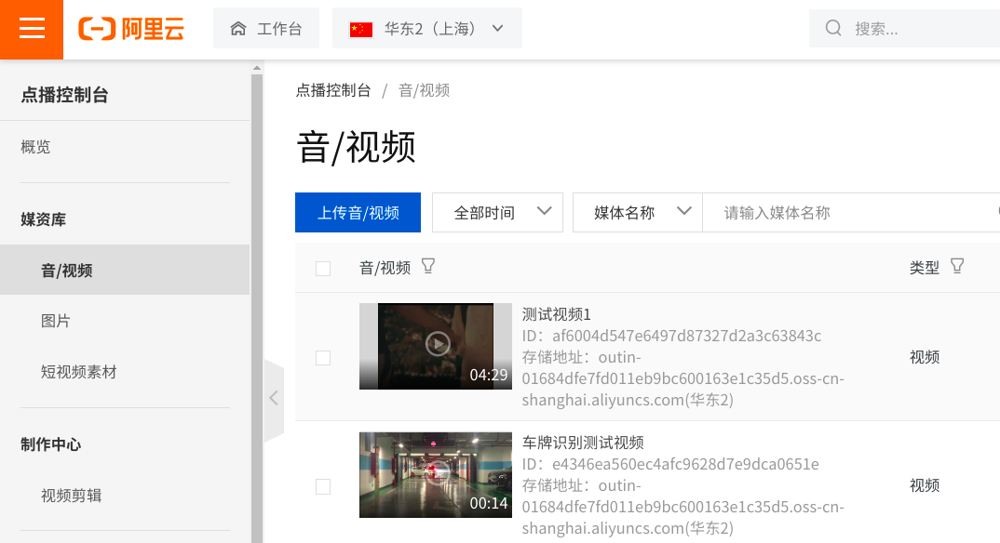 阿里云
工作台
华东2（上海）
搜索...
点播控制台
概览
媒资库
音/视频
图片
短视频素材
制作中心
视频剪辑
点播控制台 / 音/视频
音/视频
上传音/视频
全部时间
媒体名称
请输入媒体名称
音/视频
类型
04:29
测试视频1
ID：af6004d547e6497d87327d2a3c63843c
存储地址：outin-
01684dfe7fd011eb9bc600163e1c35d5.oss-cn-
shanghai.aliyuncs.com(华东2)
视频
00:14
车牌识别测试视频
ID：e4346ea560ec4afc9628d7e9dca0651e
存储地址：outin-
01684dfe7fd011eb9bc600163e1c35d5.oss-cn-
shanghai.aliyuncs.com(华东2)
视频